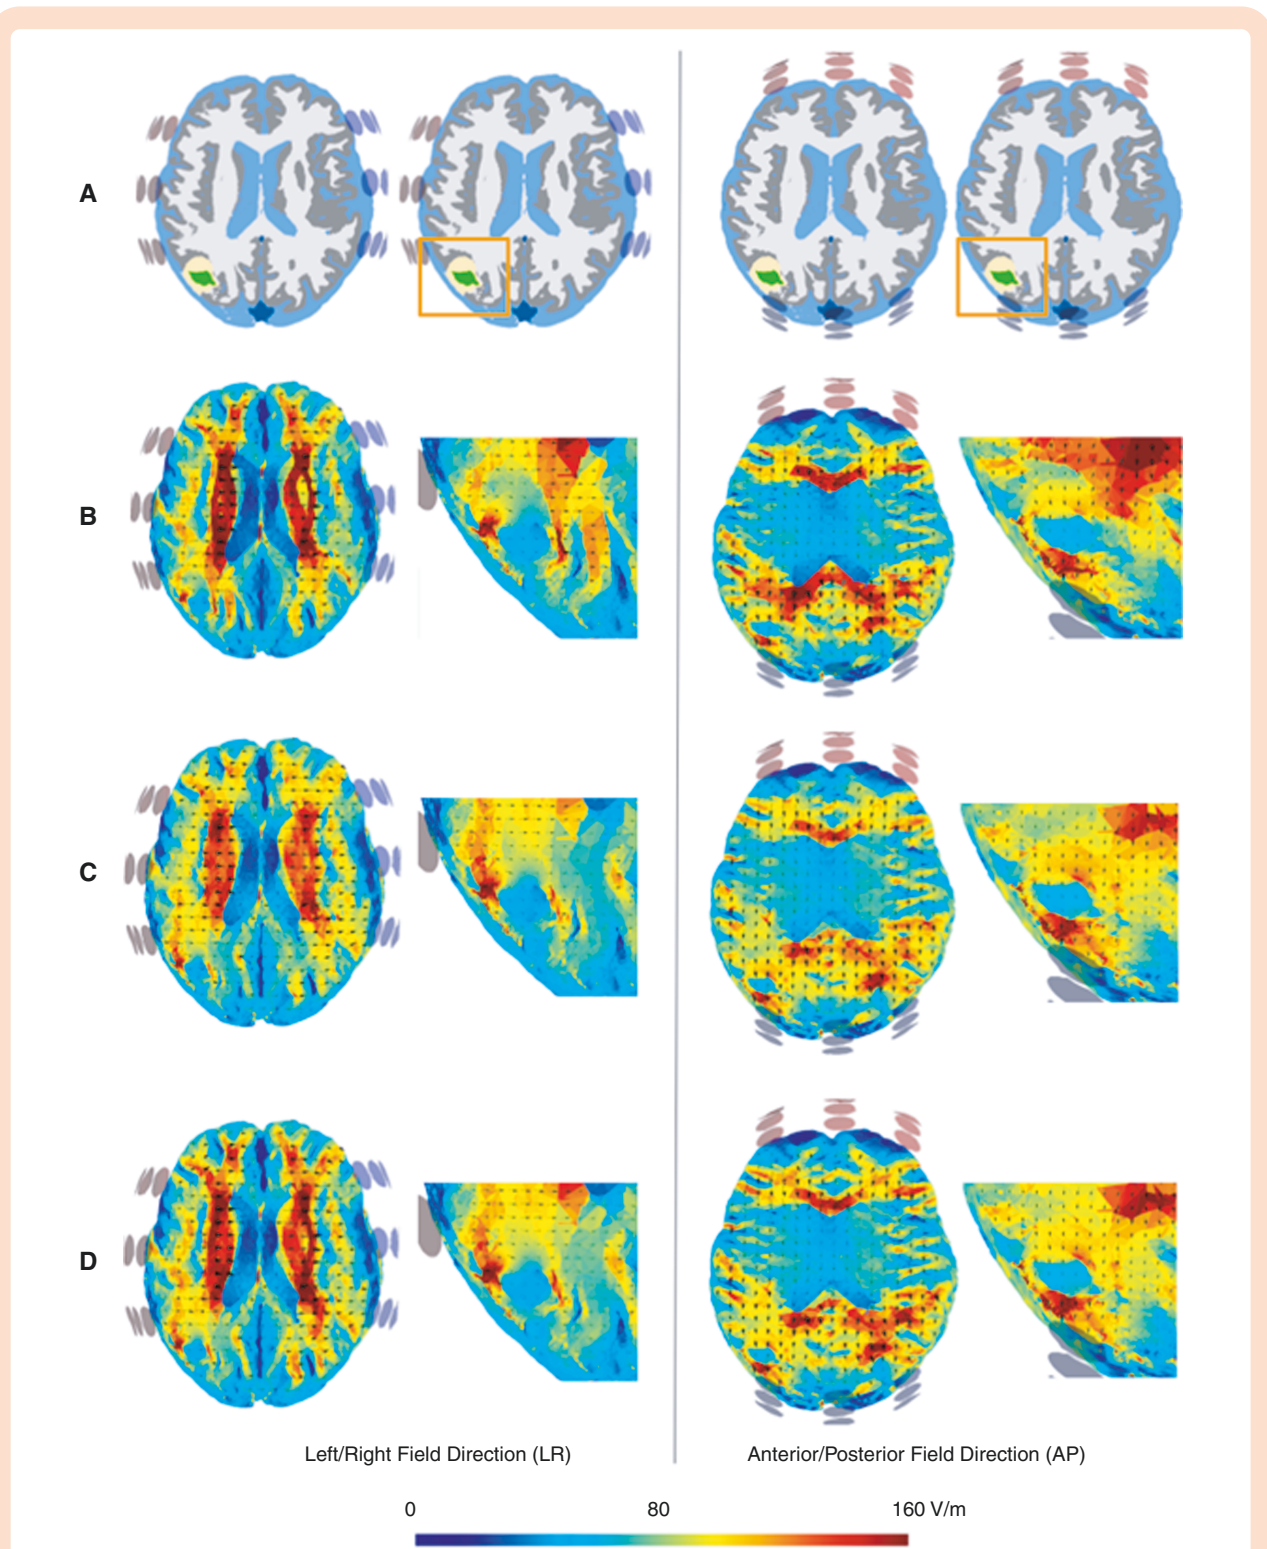 A
B
C
D
Left/Right Field Direction (LR)
Anterior/Posterior Field Direction (AP)
0 80 160 V/m